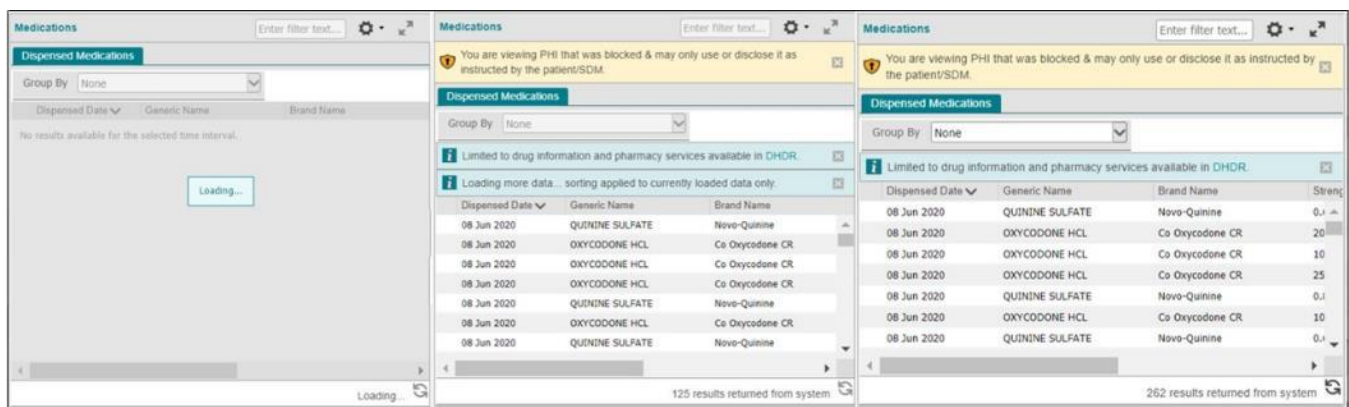 Medications
Enter filter text...
Dispensed Medications
Group By None
Dispensed Date Generic Name Brand Name
No results available for the selected time interval.
Loading...
Loading...
Medications
Enter filter text...
You are viewing PHI that was blocked & may only use or disclose it as
instructed by the patient/SDM.
Dispensed Medications
Group By None
Limited to drug information and pharmacy services available in DHDR.
Loading more data... sorting applied to currently loaded data only.
Dispensed Date Generic Name Brand Name
08 Jun 2020 QUININE SULFATE Novo-Quinine
08 Jun 2020 OXYCODONE HCL Co Oxycodone CR
08 Jun 2020 OXYCODONE HCL Co Oxycodone CR
08 Jun 2020 OXYCODONE HCL Co Oxycodone CR
08 Jun 2020 QUININE SULFATE Novo-Quinine
08 Jun 2020 OXYCODONE HCL Co Oxycodone CR
08 Jun 2020 QUININE SULFATE Novo-Quinine
125 results returned from system
Medications
Enter filter text...
You are viewing PHI that was blocked & may only use or disclose it as instructed by
the patient/SDM.
Dispensed Medications
Group By None
Limited to drug information and pharmacy services available in DHDR.
Dispensed Date Generic Name Brand Name
08 Jun 2020 QUININE SULFATE Novo-Quinine
08 Jun 2020 OXYCODONE HCL Co Oxycodone CR 20
08 Jun 2020 OXYCODONE HCL Co Oxycodone CR 10
08 Jun 2020 OXYCODONE HCL Co Oxycodone CR 25
08 Jun 2020 QUININE SULFATE Novo-Quinine
08 Jun 2020 OXYCODONE HCL Co Oxycodone CR 10
08 Jun 2020 QUININE SULFATE Novo-Quinine
262 results returned from system